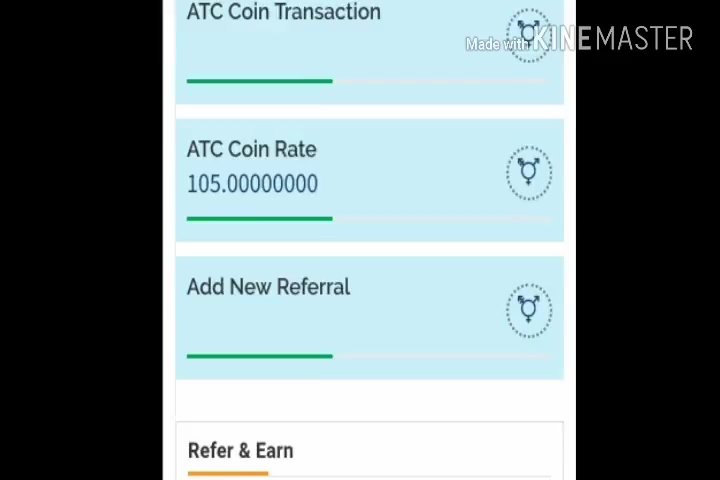 ATC Coin Transaction
Made with KINEMASTER
ATC Coin Rate
105.00000000
Add New Referral
Refer & Earn